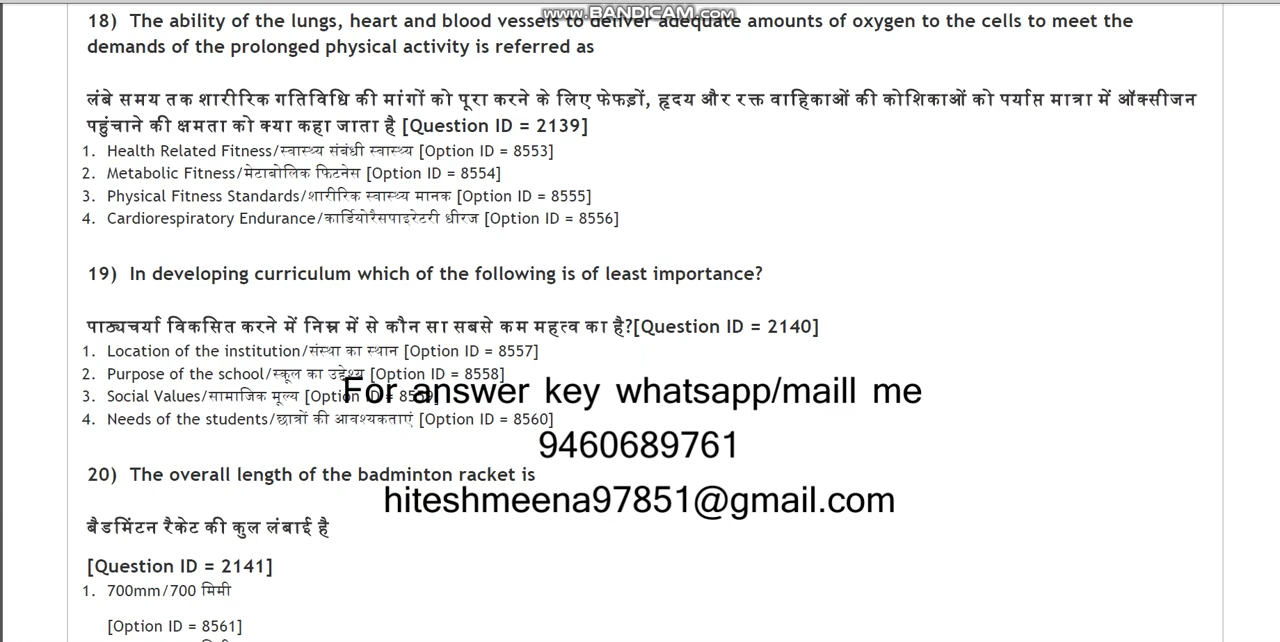 www.BANDICAM.com
18) The ability of the lungs, heart and blood vessels to deliver adequate amounts of oxygen to the cells to meet the
demands of the prolonged physical activity is referred as
लंबे समय तक शारीरिक गतिविधि की मांगों को पूरा करने के लिए फेफड़ों, हृदय और रक्त वाहिकाओं की कोशिकाओं को पर्याप्त मात्रा में ऑक्सीजन
पहुंचाने की क्षमता को क्या कहा जाता है [Question ID = 2139]
1. Health Related Fitness/स्वास्थ्य संबंधी स्वास्थ्य [Option ID = 8553]
2. Metabolic Fitness/मेटाबोलिक फिटनेस [Option ID = 8554]
3. Physical Fitness Standards/शारीरिक स्वास्थ्य मानक [Option ID = 8555]
4. Cardiorespiratory Endurance/कार्डियोरैसपाइरेटरी धीरज [Option ID = 8556]
19) In developing curriculum which of the following is of least importance?
पाठ्यचर्या विकसित करने में निम्न में से कौन सा सबसे कम महत्व का है?[Question ID = 2140]
1. Location of the institution/संस्था का स्थान [Option ID = 8557]
2. Purpose of the school/स्कूल का उद्देश्य [Option ID = 8558]
3. Social Values/सामाजिक मूल्य [Option ID = 8559]
4. Needs of the students/छात्रों की आवश्यकताएं [Option ID = 8560]
For answer key whatsapp/maill me
9460689761
hiteshmeena97851@gmail.com
20) The overall length of the badminton racket is
बैडमिंटन रैकेट की कुल लंबाई है
[Question ID = 2141]
1. 700mm/700 मिमी
[Option ID = 8561]